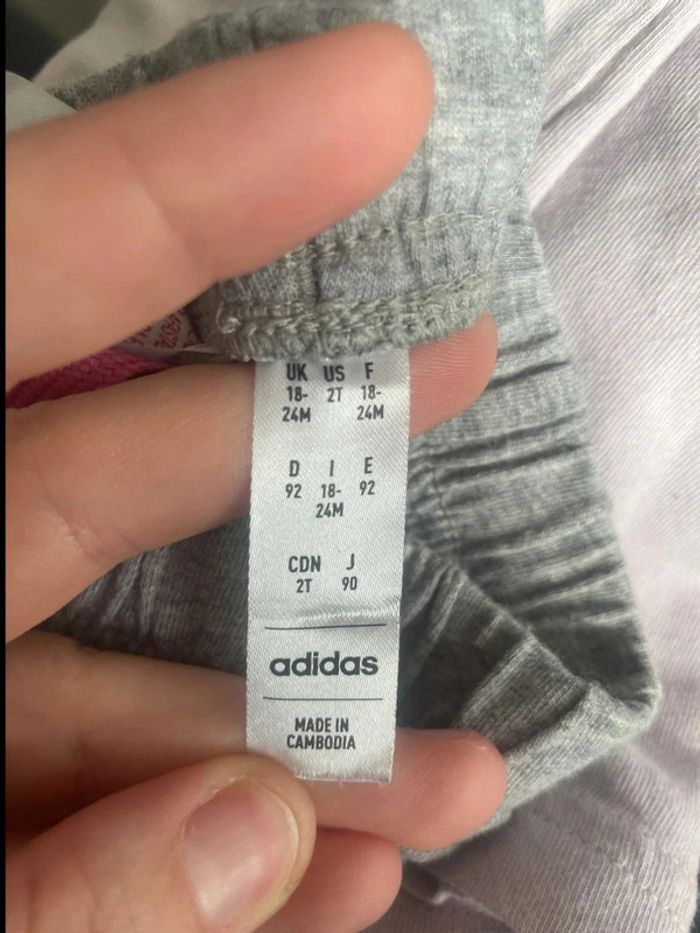 UK US F
18- 2T 18-
24M 24M
D I E
92 18- 92
24M
CDN J
2T 90
adidas
MADE IN
CAMBODIA